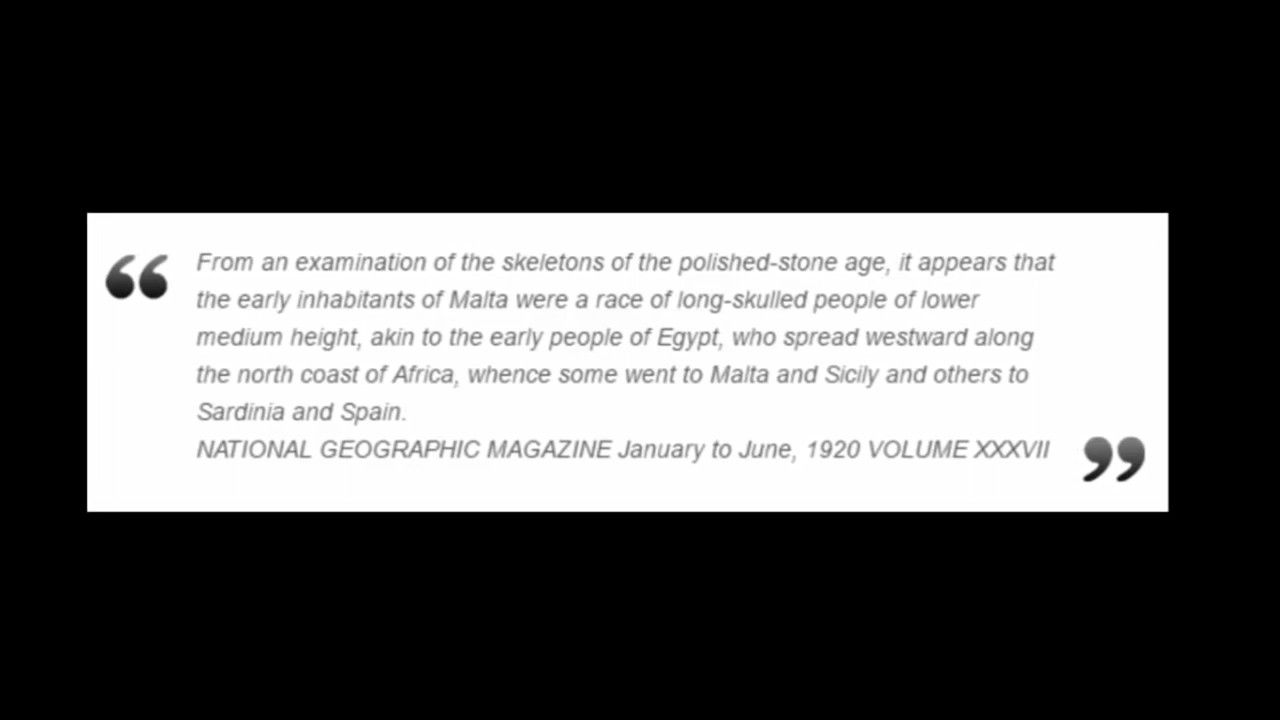 From an examination of the skeletons of the polished-stone age, it appears that
the early inhabitants of Malta were a race of long-skulled people of lower
medium height, akin to the early people of Egypt, who spread westward along
the north coast of Africa, whence some went to Malta and Sicily and others to
Sardinia and Spain.
NATIONAL GEOGRAPHIC MAGAZINE January to June, 1920 VOLUME XXXVII